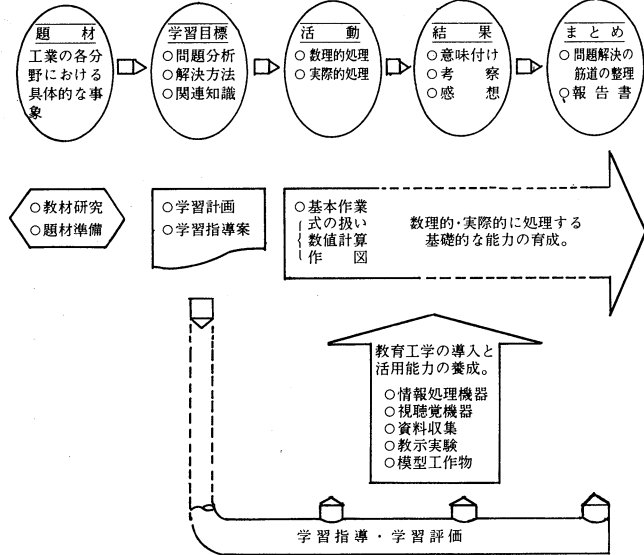 題材
工業の各分
野における
具体的な事
象
学習目標
○問題分析
○解決方法
○関連知識
活動
○数理的処理
○実際的処理
結果
○意味付け
○考察
○感想
まとめ
○問題解決の
筋道の整理
○報告書
○教材研究
○題材準備
○学習計画
○学習指導案
○基本作業
式の扱い
数値計算
作図
数理的・実際的に処理する
基礎的な能力の育成。
教育工学の導入と
活用能力の養成。
○情報処理機器
○視聴覚機器
○資料収集
○教示実験
○模型工作物
学習指導・学習評価